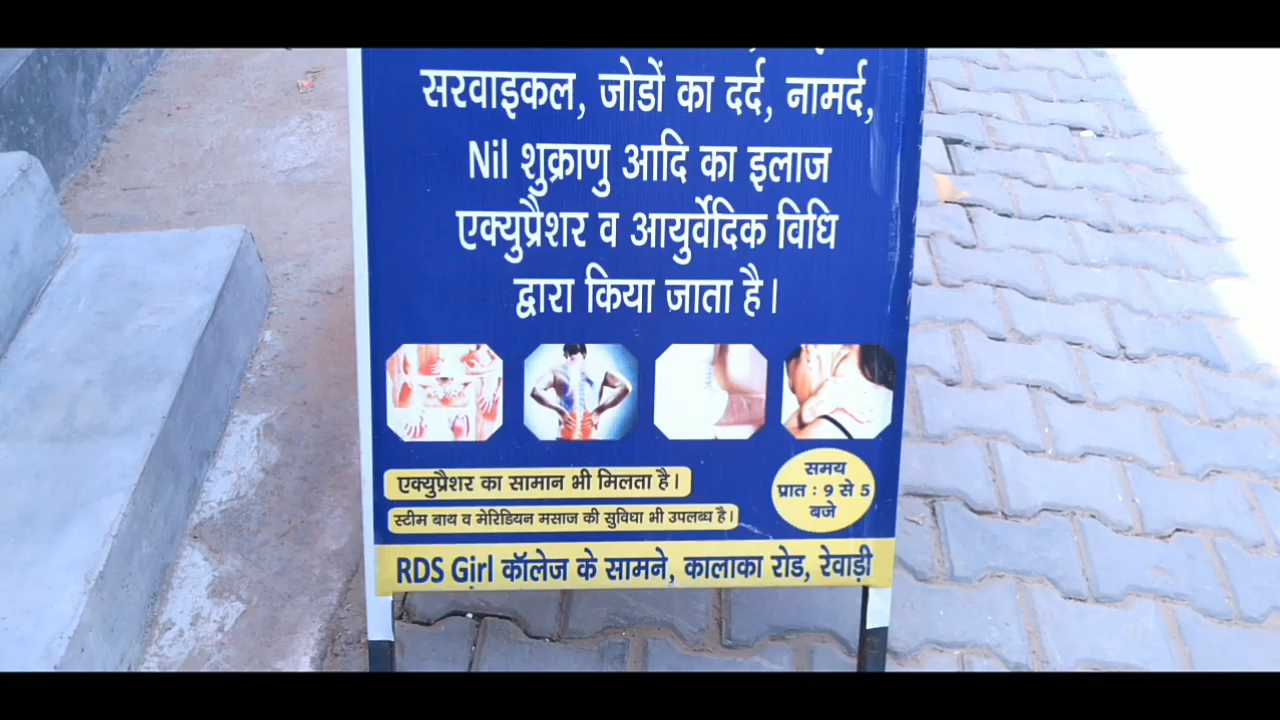 सरवाइकल, जोडों का दर्द, नामर्द,
Nil शुक्राणु आदि का इलाज
एक्युप्रैशर व आयुर्वेदिक विधि
द्वारा किया जाता है।
एक्युप्रैशर का सामान भी मिलता है।
स्टीम बाथ व मेरिडियन मसाज की सुविधा भी उपलब्ध है।
समय
प्रात : 9 से 5
बजे
RDS Girl कॉलेज के सामने, कालाका रोड, रेवाड़ी